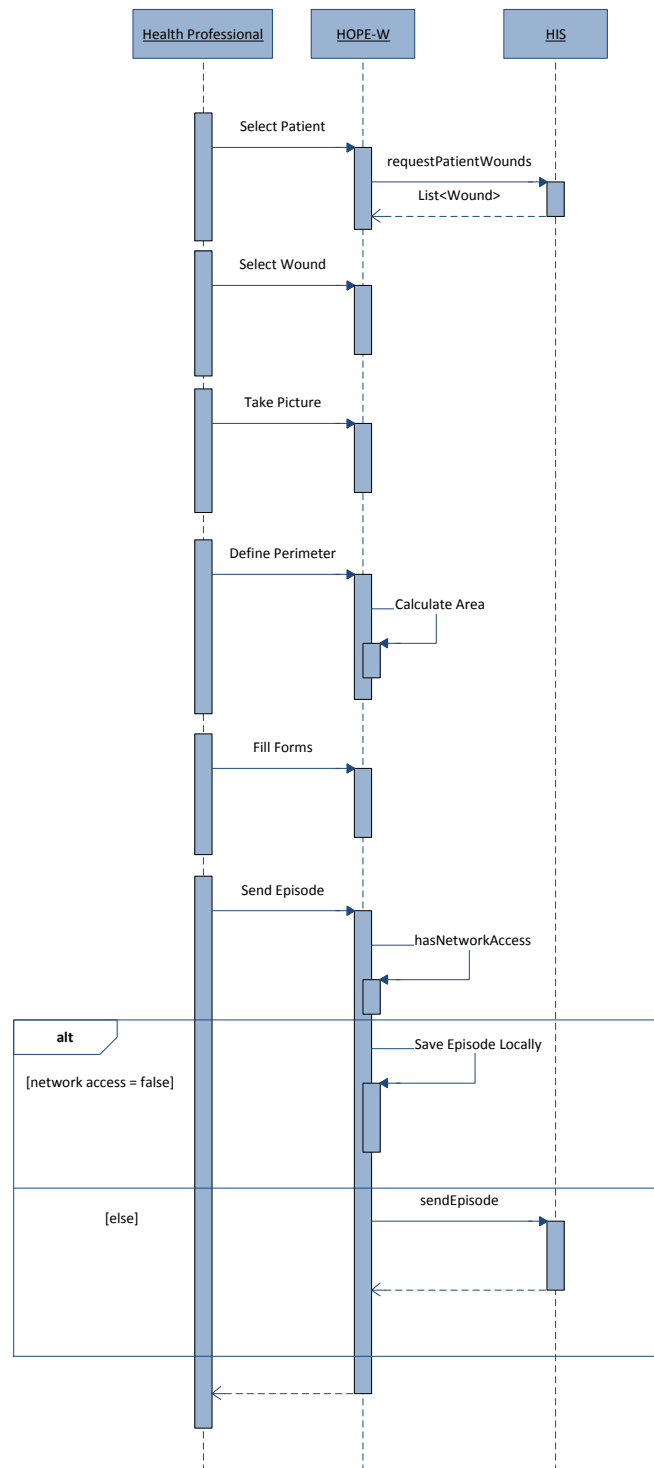 Health Professional
HOPE-W
HIS
Select Patient
requestPatientWounds
List<Wound>
Select Wound
Take Picture
Define Perimeter
Calculate Area
Fill Forms
Send Episode
hasNetworkAccess
alt
Save Episode Locally
[network access = false]
sendEpisode
[else]